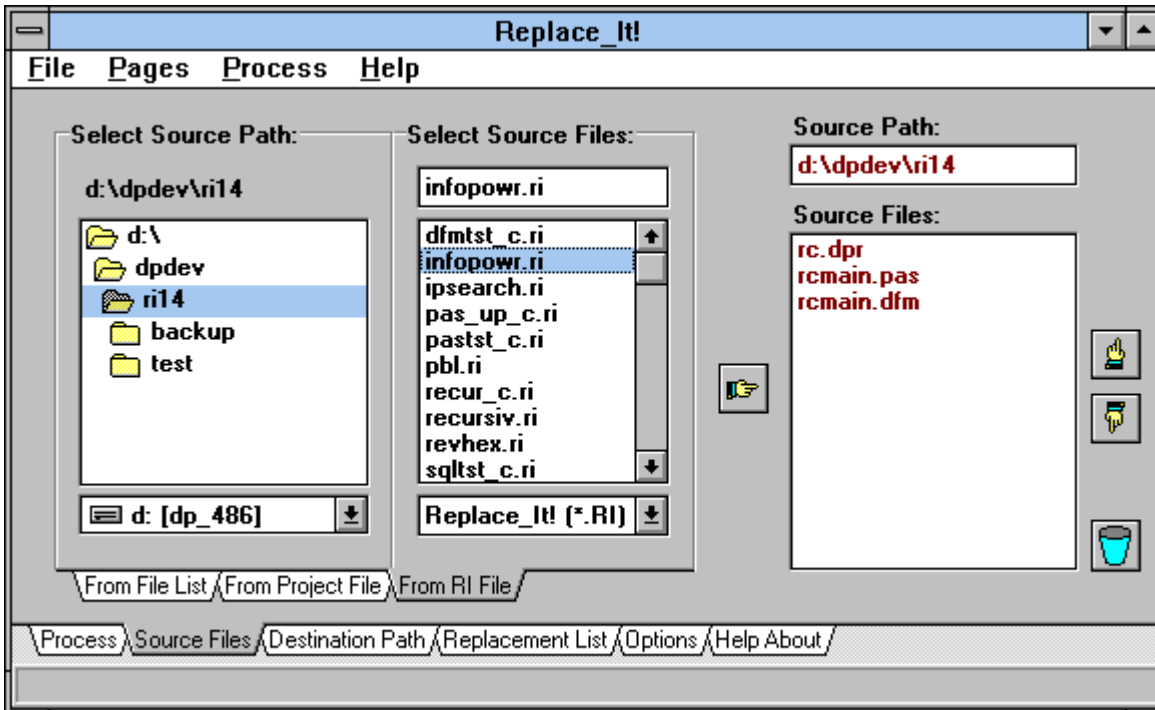 Replace_It!
File Pages Process Help
Select Source Path:
d:\dpdev\ri14
d:\
dpdev
ri14
backup
test
d: [dp_486]
Select Source Files:
infopowr.ri
dfmtst_c.ri
infopowr.ri
ipsearch.ri
pas_up_c.ri
pastst_c.ri
pbl.ri
recur_c.ri
recursiv.ri
revhex.ri
sqltst_c.ri
Replace_It! (*.RI)
Source Path:
d:\dpdev\ri14
Source Files:
rc.dpr
rcmain.pas
rcmain.dfm
From File List From Project File From RI File
Process Source Files Destination Path Replacement List Options Help About